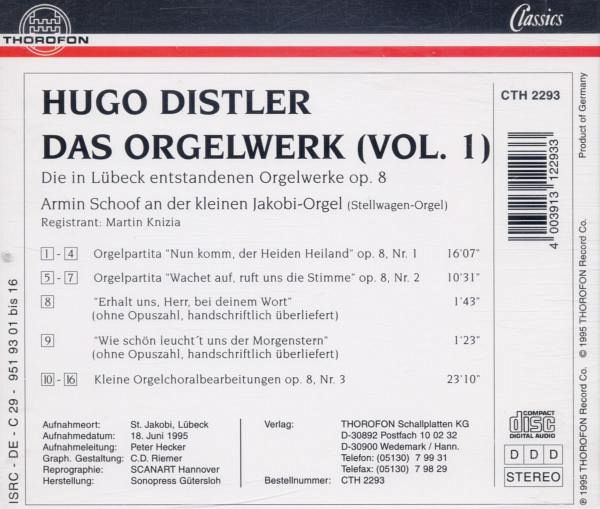 THOROFON
Classics
HUGO DISTLER
DAS ORGELWERK (VOL. 1)
Die in Lübeck entstandenen Orgelwerke op. 8
Armin Schoof an der kleinen Jakobi-Orgel (Stellwagen-Orgel)
Registrant: Martin Knizia
1 - 4 Orgelpartita "Nun komm, der Heiden Heiland" op. 8, Nr. 1 16'07"
5 - 7 Orgelpartita "Wachet auf, ruft uns die Stimme" op. 8, Nr. 2 10'31"
8 "Erhalt uns, Herr, bei deinem Wort" 1'43"
(ohne Opuszahl, handschriftlich überliefert)
9 "Wie schön leucht´t uns der Morgenstern" 1'23"
(ohne Opuszahl, handschriftlich überliefert)
10 - 16 Kleine Orgelchoralbearbeitungen op. 8, Nr. 3 23'10"
Aufnahmeort: St. Jakobi, Lübeck
Aufnahmedatum: 18. Juni 1995
Aufnahmeleitung: Peter Hecker
Graph. Gestaltung: C.D. Riemer
Reprographie: SCANART Hannover
Herstellung: Sonopress Gütersloh
Verlag: THOROFON Schallplatten KG
D-30892 Postfach 10 02 32
D-30900 Wedemark / Hann.
Telefon: (05130) 7 99 31
Telefax: (05130) 7 98 29
Bestellnummer: CTH 2293
CTH 2293
4 003913 122933
COMPACT
disc
DIGITAL AUDIO
D D D
STEREO
Product of Germany
© 1995 THOROFON Record Co.
℗ 1995 THOROFON Record Co.
ISRC - DE - C 29 - 951 93 01 bis 16